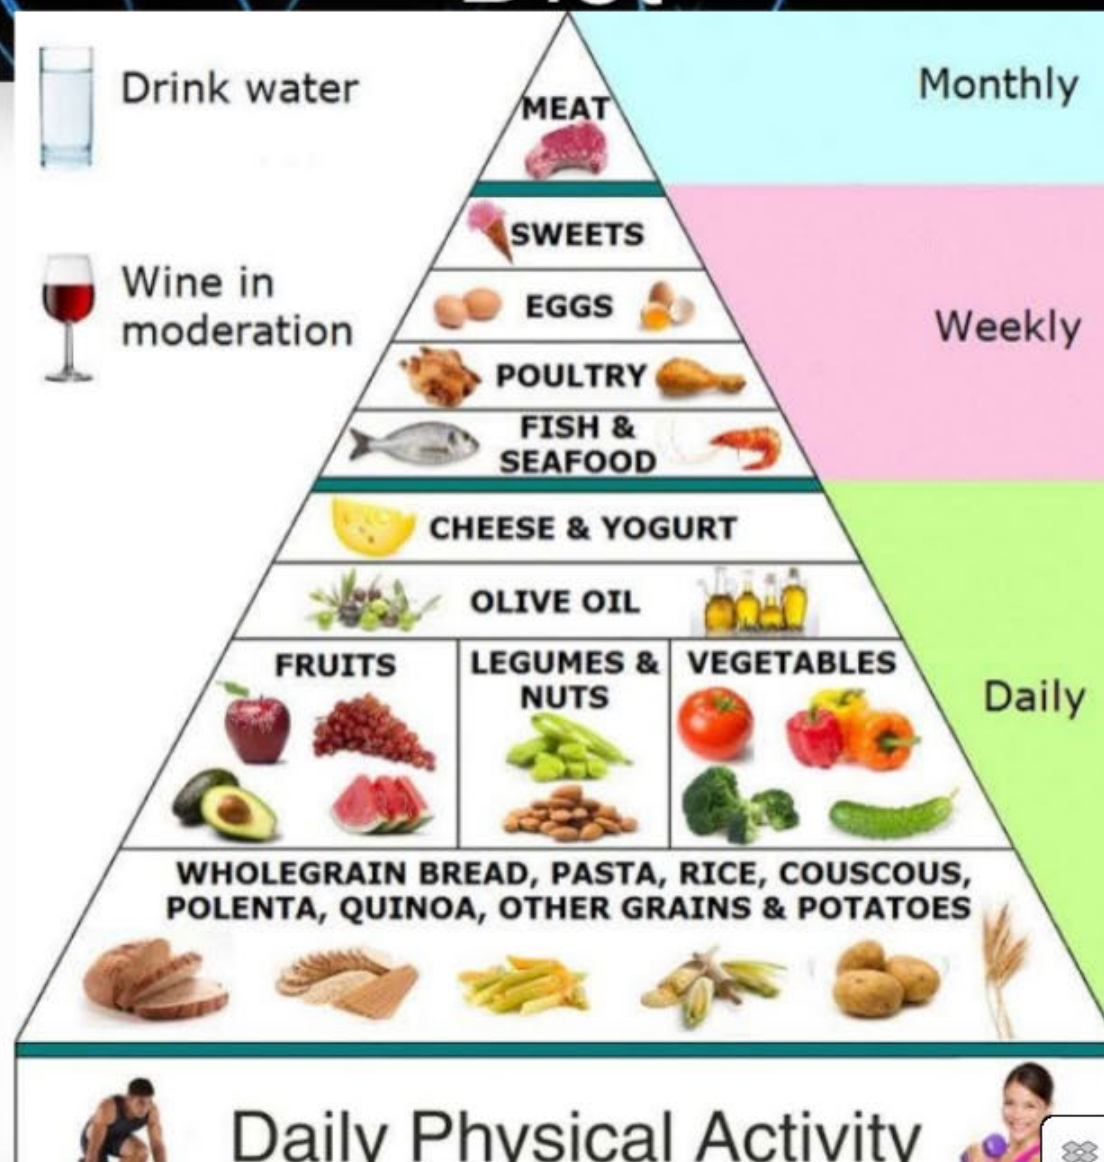 Diet
Drink water
Wine in
moderation
MEAT
Monthly
SWEETS
EGGS
POULTRY
FISH &
SEAFOOD
Weekly
CHEESE & YOGURT
OLIVE OIL
FRUITS
LEGUMES &
NUTS
VEGETABLES
Daily
WHOLEGRAIN BREAD, PASTA, RICE, COUSCOUS,
POLENTA, QUINOA, OTHER GRAINS & POTATOES
Daily Physical Activity